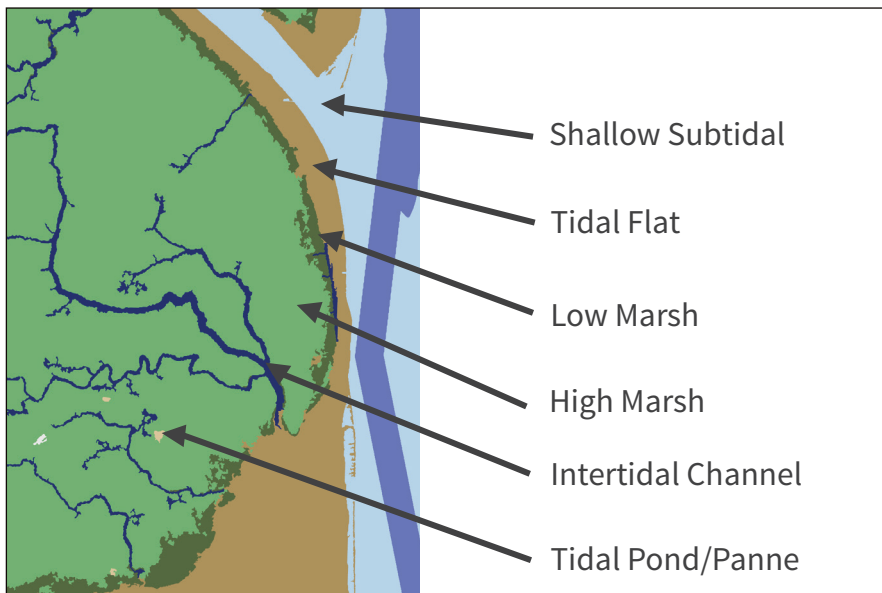 Shallow Subtidal
Tidal Flat
Low Marsh
High Marsh
Intertidal Channel
Tidal Pond/Panne